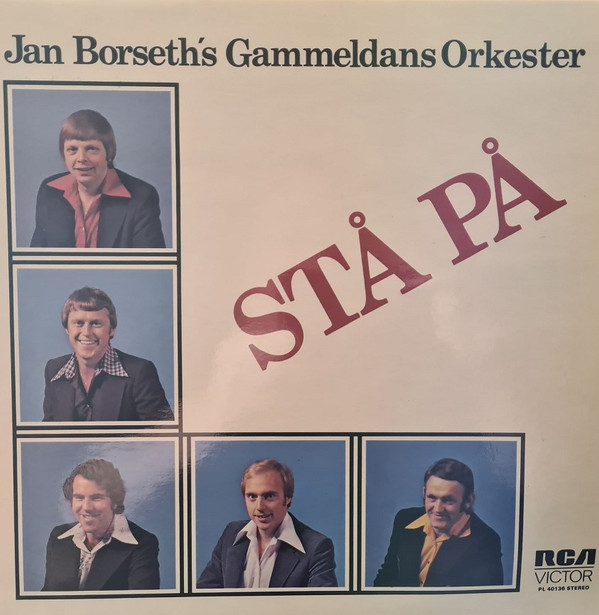 Jan Borseth's Gammeldans Orkester
STÅ PÅ
RCA
VICTOR
PL 40136 STEREO